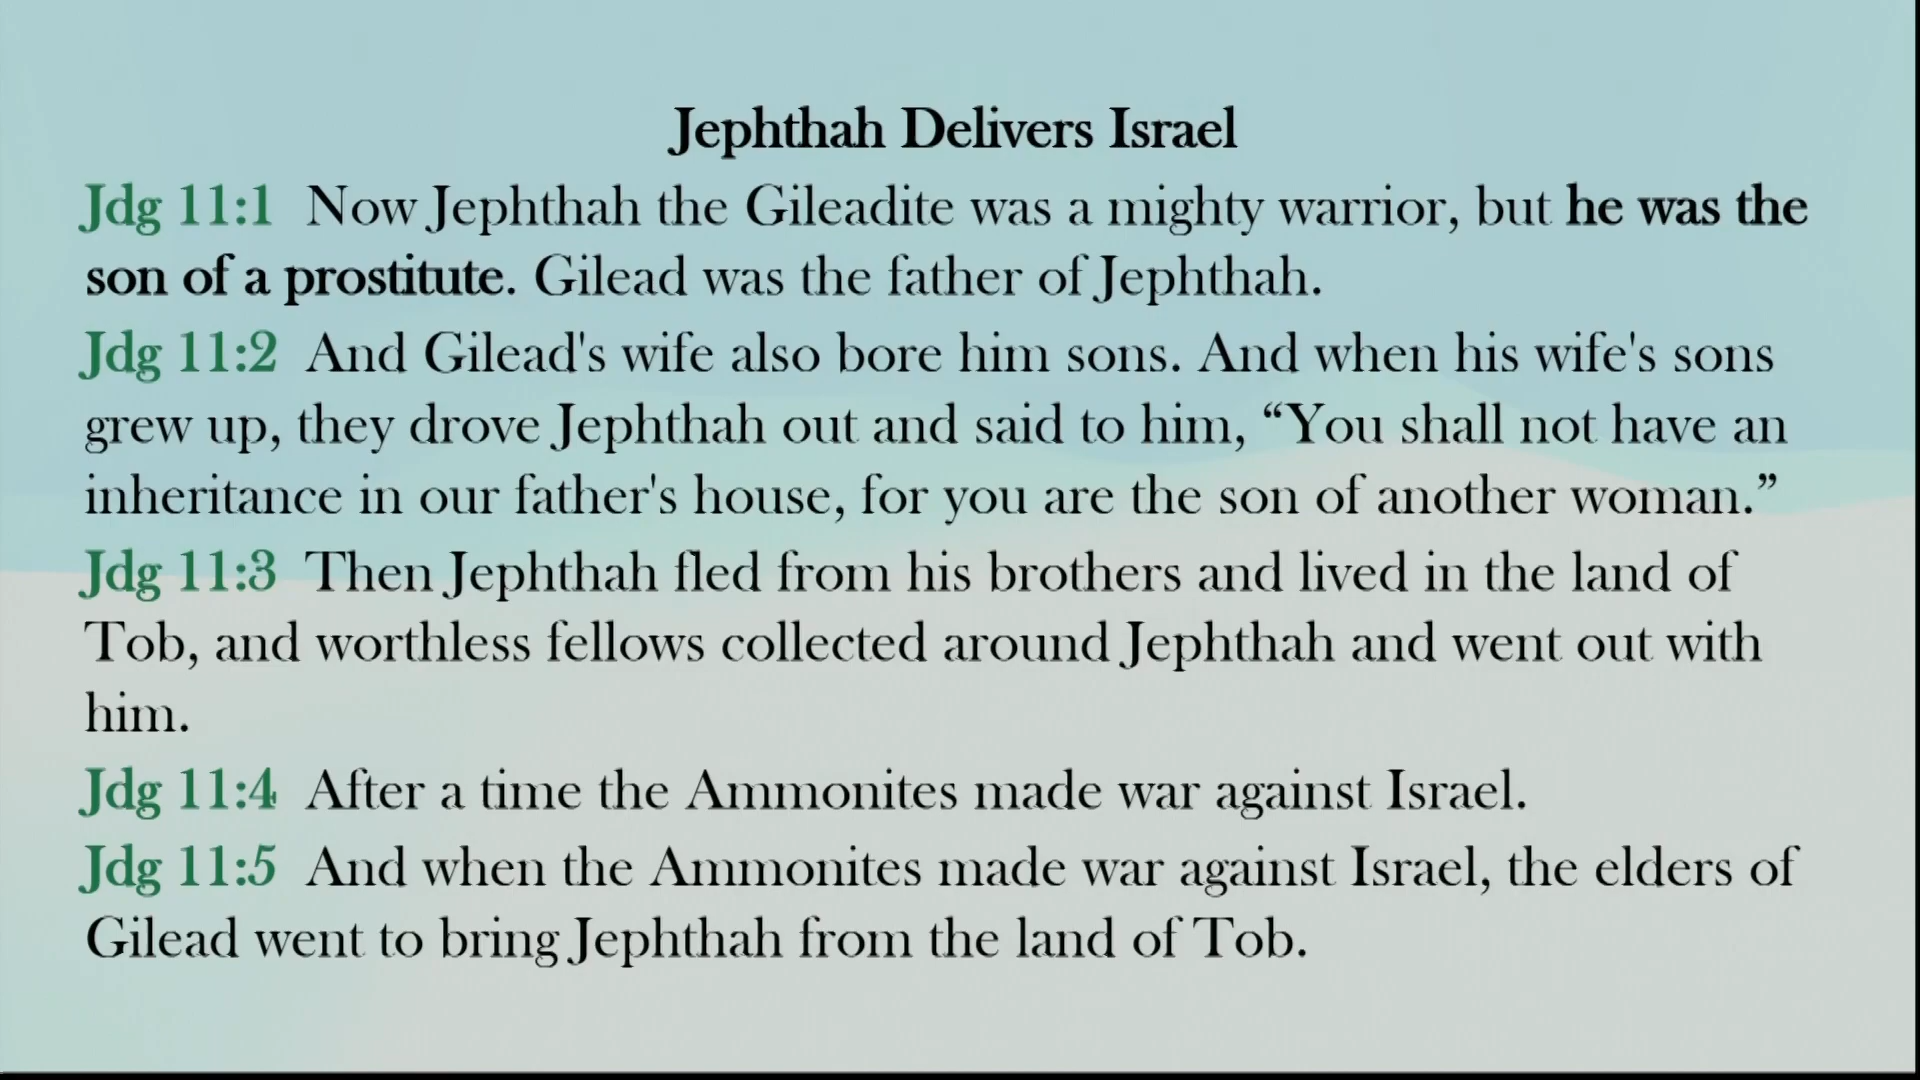 Jephthah Delivers Israel
Jdg 11:1 Now Jephthah the Gileadite was a mighty warrior, but he was the
son of a prostitute. Gilead was the father of Jephthah.
Jdg 11:2 And Gilead's wife also bore him sons. And when his wife's sons
grew up, they drove Jephthah out and said to him, “You shall not have an
inheritance in our father's house, for you are the son of another woman.”
Jdg 11:3 Then Jephthah fled from his brothers and lived in the land of
Tob, and worthless fellows collected around Jephthah and went out with
him.
Jdg 11:4 After a time the Ammonites made war against Israel.
Jdg 11:5 And when the Ammonites made war against Israel, the elders of
Gilead went to bring Jephthah from the land of Tob.